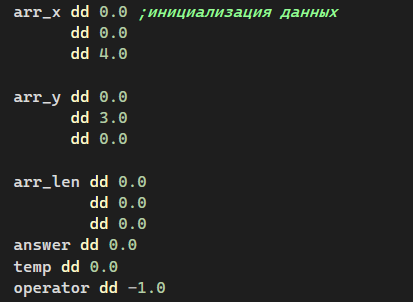 arr_x dd 0.0 ;инициализация данных
dd 0.0
dd 4.0
arr_y dd 0.0
dd 3.0
dd 0.0
arr_len dd 0.0
dd 0.0
dd 0.0
answer dd 0.0
temp dd 0.0
operator dd -1.0